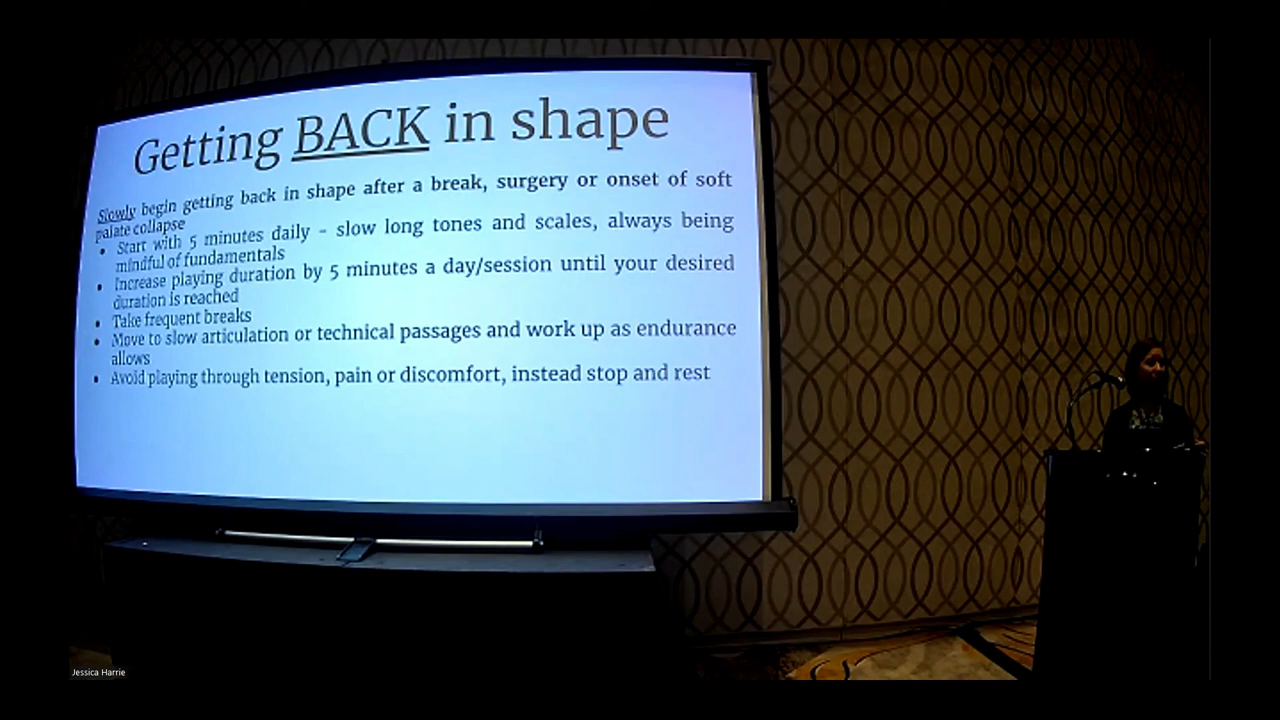 Getting BACK in shape
Slowly begin getting back in shape after a break, surgery or onset of soft
palate collapse
• Start with 5 minutes daily - slow long tones and scales, always being
mindful of fundamentals
• Increase playing duration by 5 minutes a day/session until your desired
duration is reached
• Take frequent breaks
• Move to slow articulation or technical passages and work up as endurance
allows
• Avoid playing through tension, pain or discomfort, instead stop and rest
Jessica Harrie